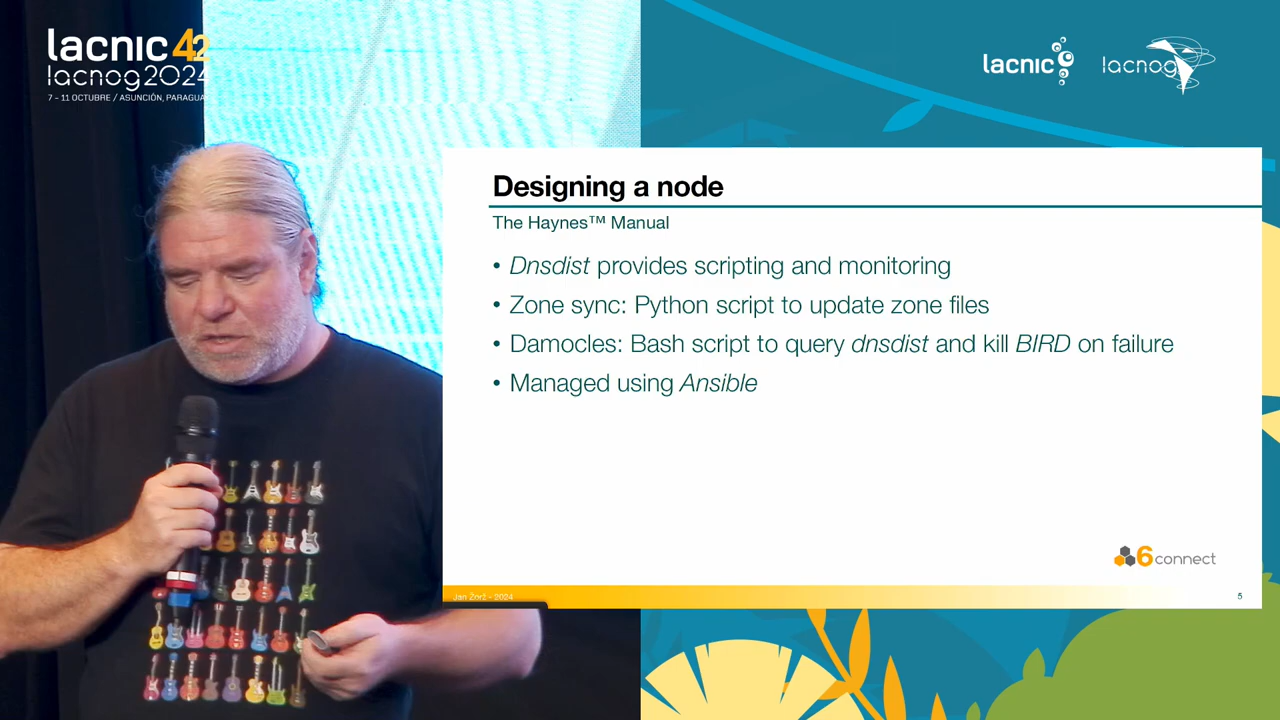 lacnic 42
lacnog2024
7 - 11 OCTUBRE / ASUNCIÓN, PARAGUA
lacnic
lacnog
Designing a node
The Haynes™ Manual
• Dnsdist provides scripting and monitoring
• Zone sync: Python script to update zone files
• Damocles: Bash script to query dnsdist and kill BIRD on failure
• Managed using Ansible
6connect
Jan Žorž - 2024
5